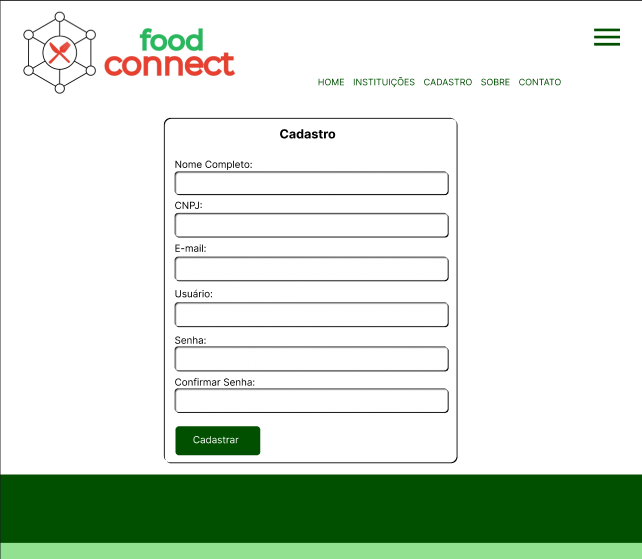 food
connect
HOME INSTITUIÇÕES CADASTRO SOBRE CONTATO
Cadastro
Nome Completo:
CNPJ:
E-mail:
Usuário:
Senha:
Confirmar Senha:
Cadastrar